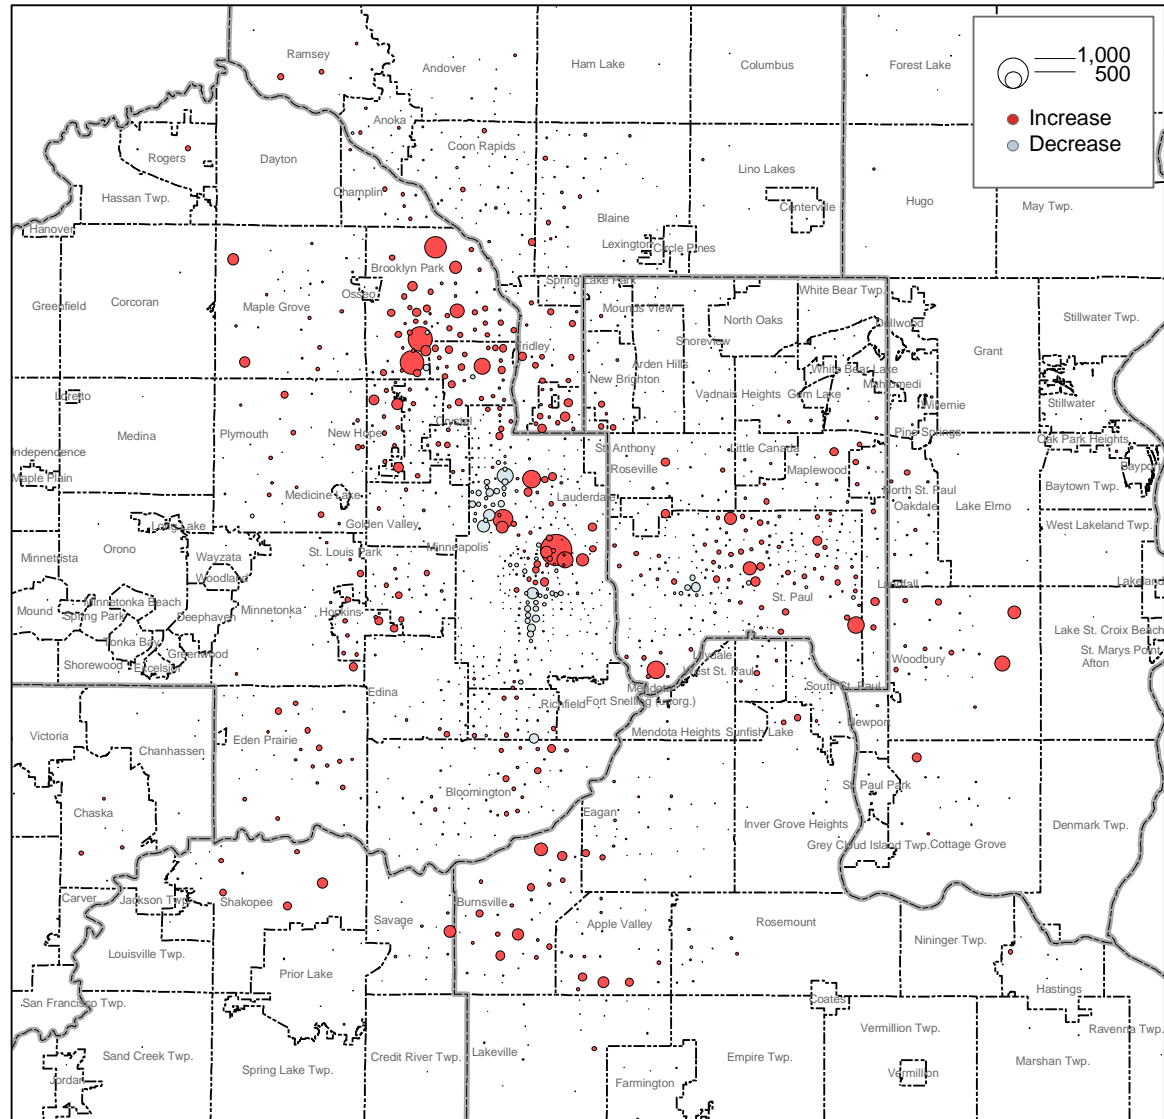 1,000
500
Increase
Decrease
Ramsey
Andover
Ham Lake
Columbus
Forest Lake
Anoka
Coon Rapids
Rogers
Dayton
Lino Lakes
Champlin
Hassan Twp.
Centerville
Hugo
May Twp.
Blaine
Hanover
Lexington
Circle Pines
Brooklyn Park
Spring Lake Park
White Bear Twp.
Osseo
Corcoran
Greenfield
Maple Grove
Mounds View
North Oaks
Stillwater Twp.
Dellwood
Shoreview
Fridley
Grant
Arden Hills
White Bear Lake
New Brighton
Mahtomedi
Vadnais Heights
Gem Lake
Loretto
Stillwater
Willernie
Crystal
Medina
Plymouth
New Hope
Pine Springs
Oak Park Heights
St. Anthony
Little Canada
Independence
Roseville
Maplewood
Bayport
Maple Plain
Baytown Twp.
Medicine Lake
Lauderdale
North St. Paul
Oakdale
Lake Elmo
Long Lake
Golden Valley
West Lakeland Twp.
Orono
Minneapolis
Minnetrista
Wayzata
St. Louis Park
Woodland
Landfall
Lakeland
Minnetonka Beach
St. Paul
Mound
Spring Park
Deephaven
Minnetonka
Hopkins
Lake St. Croix Beach
Tonka Bay
St. Marys Point
Greenwood
Lilydale
Shorewood
Excelsior
Woodbury
Afton
West St. Paul
Mendota
South St. Paul
Edina
Richfield
Fort Snelling (unorg.)
Newport
Victoria
Mendota Heights
Sunfish Lake
Eden Prairie
Chanhassen
St. Paul Park
Bloomington
Chaska
Eagan
Inver Grove Heights
Denmark Twp.
Grey Cloud Island Twp.
Cottage Grove
Carver
Jackson Twp.
Shakopee
Burnsville
Savage
Apple Valley
Rosemount
Nininger Twp.
Louisville Twp.
Prior Lake
Hastings
San Francisco Twp.
Coates
Vermillion Twp.
Ravenna Twp.
Sand Creek Twp.
Credit River Twp.
Lakeville
Empire Twp.
Marshan Twp.
Spring Lake Twp.
Vermillion
Jordan
Farmington